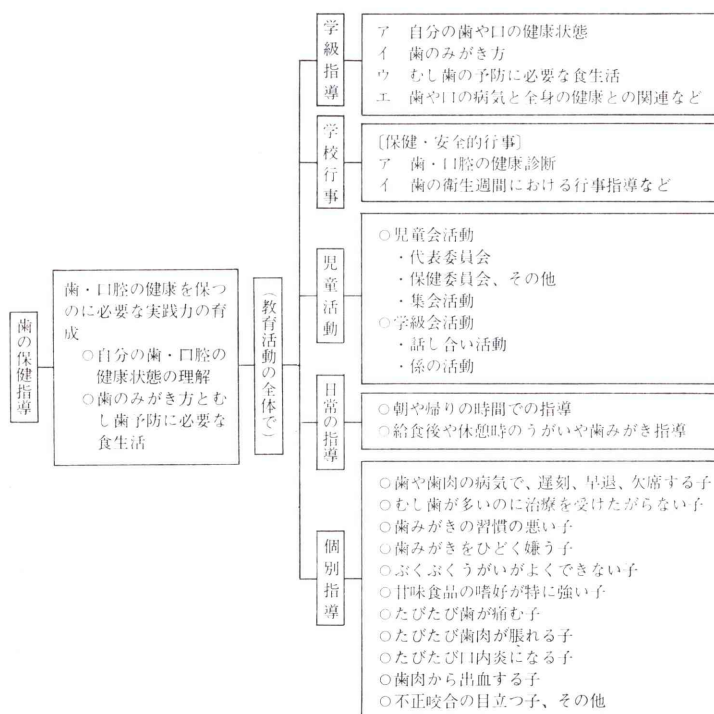 歯の保健指導
歯・口腔の健康を保つ
のに必要な実践力の育
成
○自分の歯・口腔の
健康状態の理解
○歯のみがき方とむ
し歯予防に必要な
食生活
(教育活動の全体で)
学級指導
ア 自分の歯や口の健康状態
イ 歯のみがき方
ウ むし歯の予防に必要な食生活
エ 歯や口の病気と全身の健康との関連など
学校行事
[保健・安全的行事]
ア 歯・口腔の健康診断
イ 歯の衛生週間における行事指導など
児童活動
○児童会活動
・代表委員会
・保健委員会、その他
・集会活動
○学級会活動
・話し合い活動
・係の活動
日常の指導
○朝や帰りの時間での指導
○給食後や休憩時のうがいや歯みがき指導
個別指導
○歯や歯肉の病気で、遅刻、早退、欠席する子
○むし歯が多いのに治療を受けたがらない子
○歯みがきの習慣の悪い子
○歯みがきをひどく嫌う子
○ぶくぶくうがいがよくできない子
○甘味食品の嗜好が特に強い子
○たびたび歯が痛む子
○たびたび歯肉が脹れる子
○たびたび口内炎になる子
○歯肉から出血する子
○不正咬合の目立つ子、その他